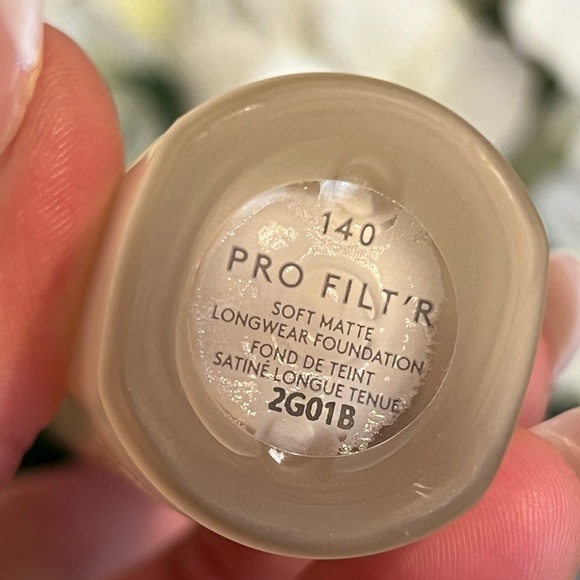 140
PRO FILT'R
SOFT MATTE
LONGWEAR FOUNDATION
FOND DE TEINT
SATINÉ LONGUE TENUE
2G01B